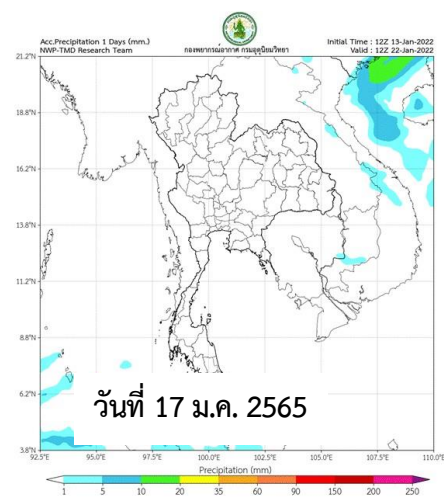 Acc.Precipitation 1 Days (mm.)
NWP-TMD Research Team
กองพยากรณ์อากาศ กรมอุตุนิยมวิทยา
Initial Time : 12Z 13-Jan-2022
Valid : 12Z 22-Jan-2022
21.2°N
18.8°N
16.2°N
13.8°N
11.2°N
8.8°N
6.2°N
3.8°N
วันที่ 17 ม.ค. 2565
92.5°E 95.0°E 97.5°E 100.0°E 102.5°E 105.0°E 107.5°E 110.0°E
Precipitation (mm)
1 5 10 20 35 60 90 150 200 250